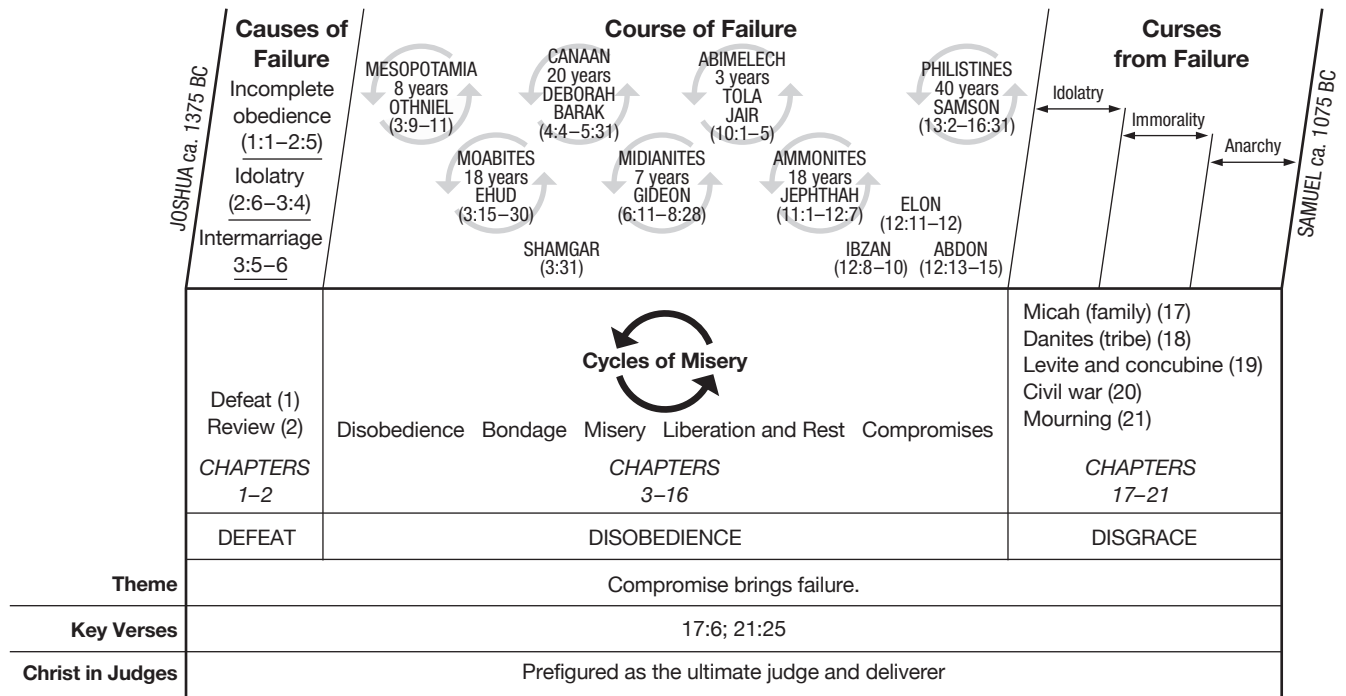 JOSHUA ca. 1375 BC
Causes of
Failure
Incomplete
obedience
(1:1–2:5)
Idolatry
(2:6–3:4)
Intermarriage
3:5–6
Course of Failure
MESOPOTAMIA
8 years
OTHNIEL
(3:9–11)
MOABITES
18 years
EHUD
(3:15–30)
SHAMGAR
(3:31)
CANAAN
20 years
DEBORAH
BARAK
(4:4–5:31)
MIDIANITES
7 years
GIDEON
(6:11–8:28)
ABIMELECH
3 years
TOLA
JAIR
(10:1–5)
AMMONITES
18 years
JEPHTHAH
(11:1–12:7)
IBZAN
(12:8–10)
ELON
(12:11–12)
ABDON
(12:13–15)
PHILISTINES
40 years
SAMSON
(13:2–16:31)
Curses
from Failure
Idolatry
Immorality
Anarchy
SAMUEL ca. 1075 BC
Defeat (1)
Review (2)
CHAPTERS
1–2
Cycles of Misery
Disobedience Bondage Misery Liberation and Rest Compromises
CHAPTERS
3–16
Micah (family) (17)
Danites (tribe) (18)
Levite and concubine (19)
Civil war (20)
Mourning (21)
CHAPTERS
17–21
DEFEAT DISOBEDIENCE DISGRACE
Theme Compromise brings failure.
Key Verses 17:6; 21:25
Christ in Judges Prefigured as the ultimate judge and deliverer